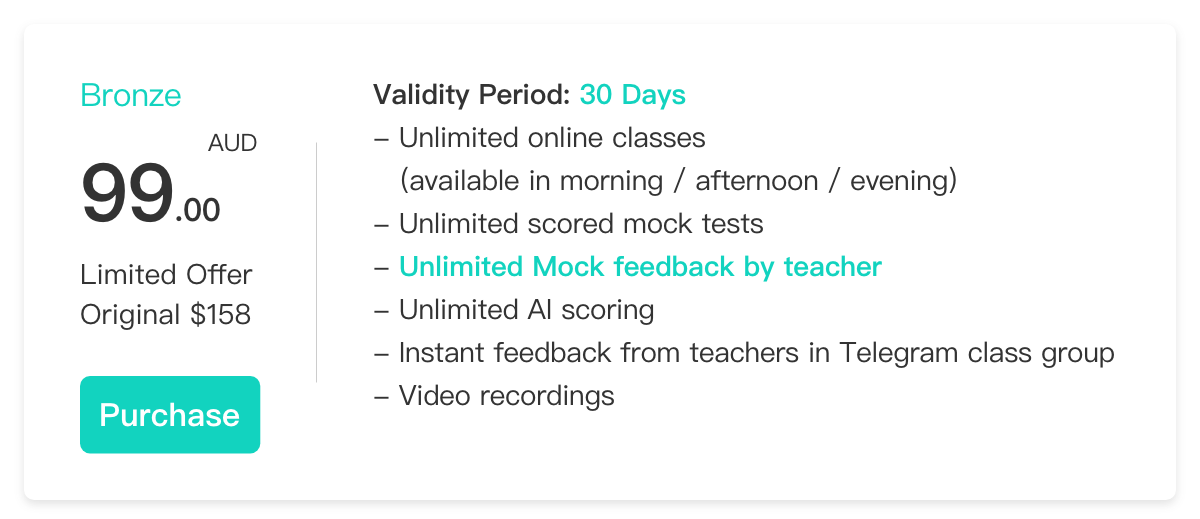 Bronze
AUD
99.00
Limited Offer
Original $158
Purchase
Validity Period: 30 Days
– Unlimited online classes
(available in morning / afternoon / evening)
– Unlimited scored mock tests
– Unlimited Mock feedback by teacher
– Unlimited AI scoring
– Instant feedback from teachers in Telegram class group
– Video recordings